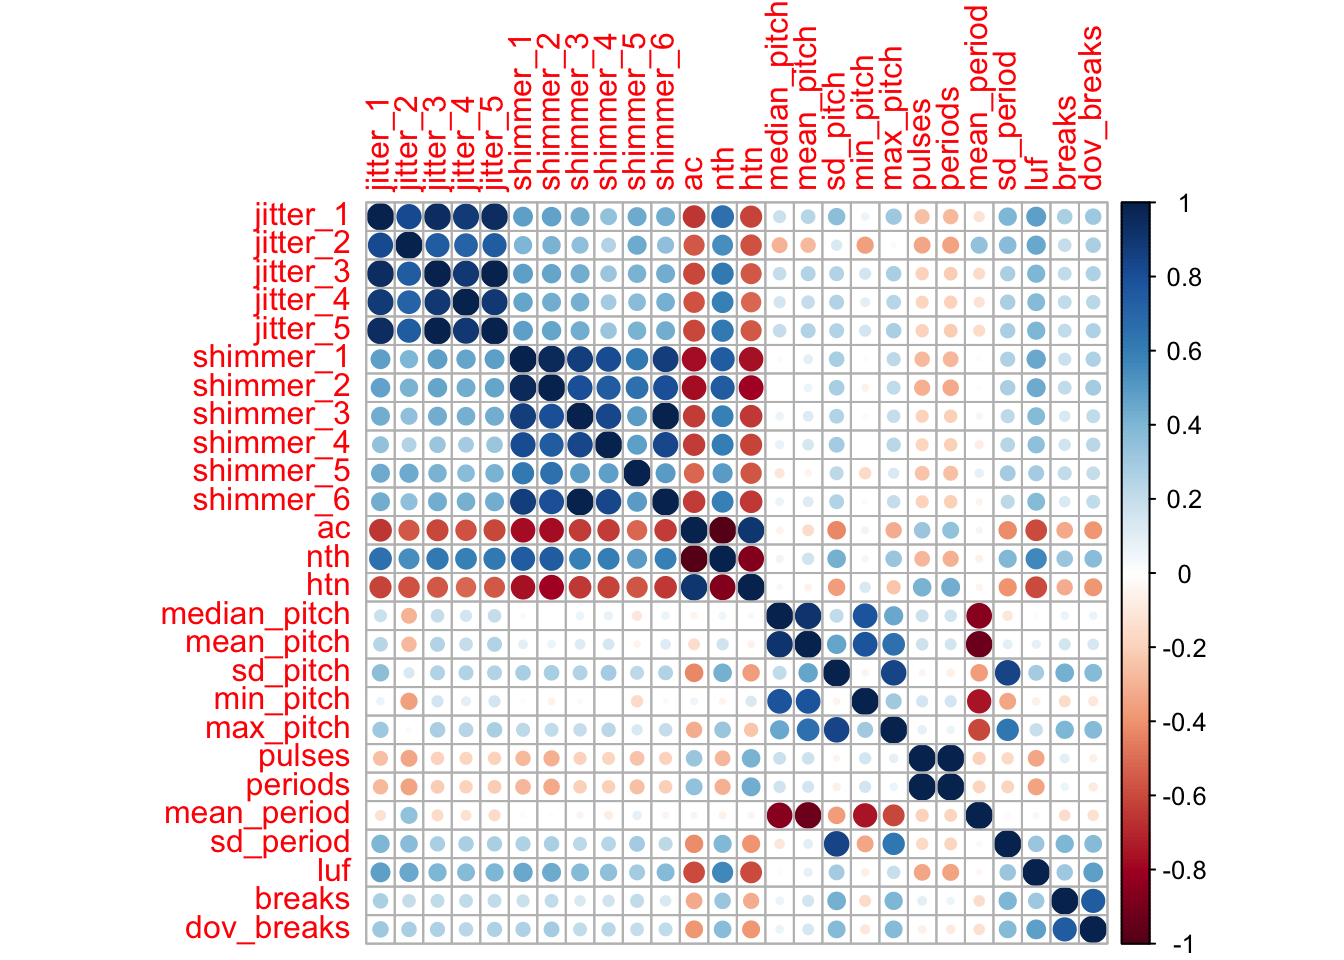 jitter_1
jitter_2
jitter_3
jitter_4
jitter_5
shimmer_1
shimmer_2
shimmer_3
shimmer_4
shimmer_5
shimmer_6
ac
nth
htn
median_pitch
mean_pitch
sd_pitch
min_pitch
max_pitch
pulses
periods
mean_period
sd_period
luf
breaks
dov_breaks
jitter_1
jitter_2
jitter_3
jitter_4
jitter_5
shimmer_1
shimmer_2
shimmer_3
shimmer_4
shimmer_5
shimmer_6
ac
nth
htn
median_pitch
mean_pitch
sd_pitch
min_pitch
max_pitch
pulses
periods
mean_period
sd_period
luf
breaks
dov_breaks
1
0.8
0.6
0.4
0.2
0
-0.2
-0.4
-0.6
-0.8
-1